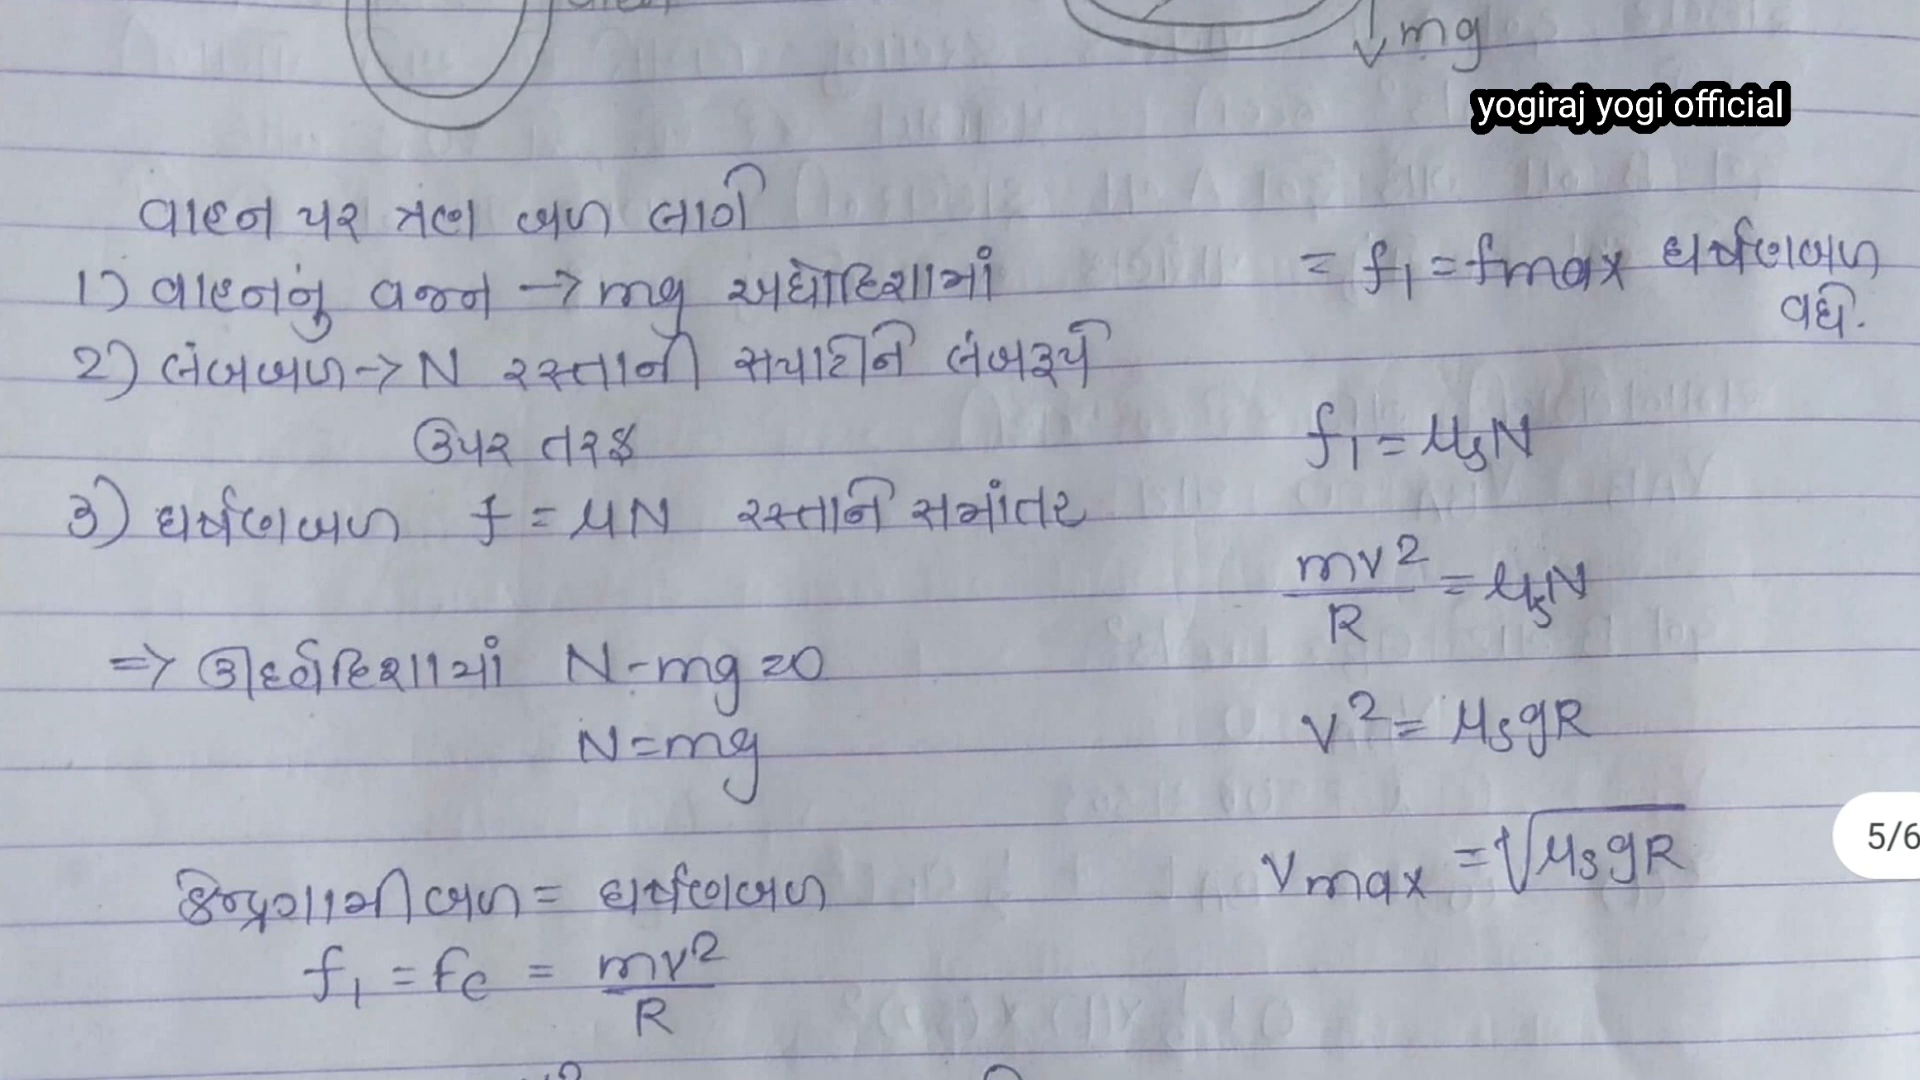 mg
yogiraj yogi official
વાહન પર ત્રણ બળ લાગે
1) વાહનનું વજન → mg અધોદિશામાં
2) લંબબળ → N રસ્તાની સપાટીને લંબરૂપે
ઉપર તરફ
3) ઘર્ષણબળ f = μN રસ્તાને સમાંતર
⇒ ઊર્ધ્વદિશામાં N - mg = 0
N = mg
કેન્દ્રગામી બળ = ઘર્ષણબળ
f₁ = fc = mv²/R
= f₁ = fmax ઘર્ષણબળ
વધે.
f₁ = μsN
mv²/R = μsN
v² = μsgR
vmax = √μsgR
5/6